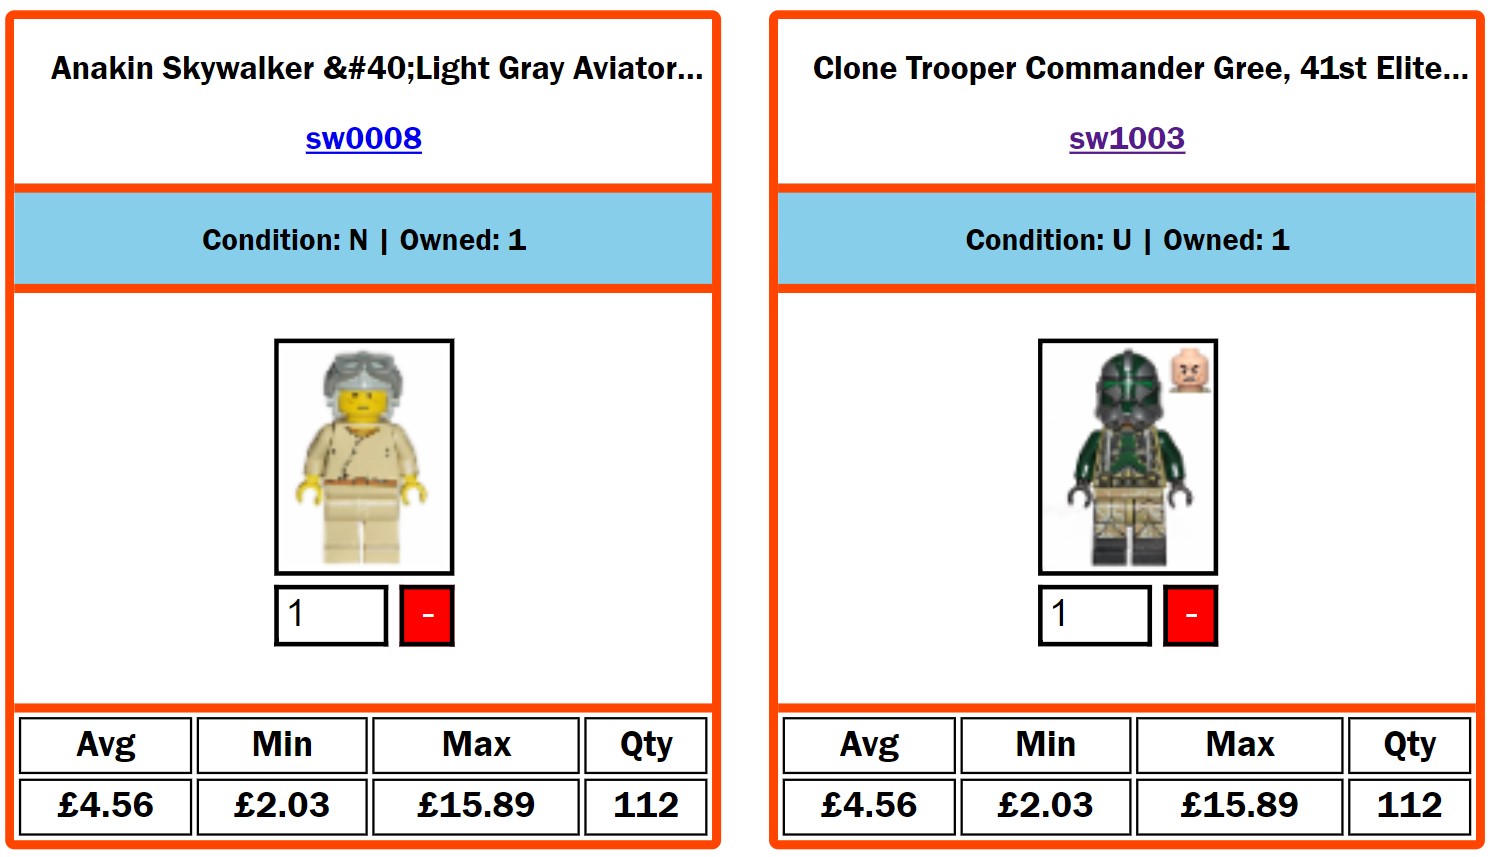 Anakin Skywalker &#40;Light Gray Aviator...
sw0008
Condition: N | Owned: 1
1
-
Avg Min Max Qty
£4.56 £2.03 £15.89 112
Clone Trooper Commander Gree, 41st Elite...
sw1003
Condition: U | Owned: 1
1
-
Avg Min Max Qty
£4.56 £2.03 £15.89 112